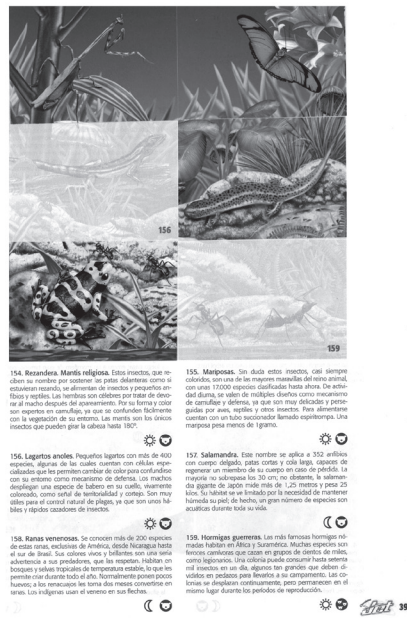 156
159
154. Rezandera. Mantis religiosa. Estos insectos, que re-
ciben su nombre por sostener las patas delanteras como si
estuvieran rezando, se alimentan de insectos y pequeños an-
fibios y reptiles. Las hembras son célebres por tratar de devo-
rar al macho después del apareamiento. Por su forma y color
son expertos en camuflaje, ya que se confunden fácilmente
con la vegetación de su entorno. Las mantis son los únicos
insectos que pueden girar la cabeza hasta 180º.
155. Mariposas. Sin duda estos insectos, casi siempre
coloridos, son una de las mayores maravillas del reino animal,
con unas 17.000 especies clasificadas hasta ahora. De activi-
dad diurna, se valen de múltiples diseños como mecanismo
de camuflaje y defensa, ya que son muy delicadas y perse-
guidas por aves, reptiles y otros insectos. Para alimentarse
cuentan con un tubo succionador llamado espiritrompa. Una
mariposa pesa menos de 1 gramo.
156. Lagartos anoles. Pequeños lagartos con más de 400
especies, algunas de las cuales cuentan con células espe-
cializadas que les permiten cambiar de color para confundirse
con su entorno como mecanismo de defensa. Los machos
despliegan una especie de babero en su cuello, vivamente
coloreado, como señal de territorialidad y cortejo. Son muy
útiles para el control natural de plagas, ya que son unos há-
biles y rápidos cazadores de insectos.
157. Salamandra. Este nombre se aplica a 352 anfibios
con cuerpo delgado, patas cortas y cola larga, capaces de
regenerar un miembro de su cuerpo en caso de pérdida. La
mayoría no sobrepasa los 30 cm; no obstante, la salaman-
dra gigante de Japón mide más de 1,25 metros y pesa 25
kilos. Su hábitat se ve limitado por la necesidad de mantener
húmeda su piel; de hecho, un gran número de especies son
acuáticas durante toda su vida.
158. Ranas venenosas. Se conocen más de 200 especies
de estas ranas, exclusivas de América, desde Nicaragua hasta
el sur de Brasil. Sus colores vivos y brillantes son una seria
advertencia a sus predadores, que las respetan. Habitan en
bosques y selvas tropicales de temperatura estable, lo que les
permite criar durante todo el año. Normalmente ponen pocos
huevos; a los renacuajos les toma dos meses convertirse en
ranas. Los indígenas usan el veneno en sus flechas.
159. Hormigas guerreras. Las más famosas hormigas nó-
madas habitan en África y Suramérica. Muchas especies son
feroces carnívoras que cazan en grupos de cientos de miles,
como legionarios. Una colonia puede consumir hasta setenta
mil insectos en un día, algunos tan grandes que deben di-
vidirlos en pedazos para llevarlos a su campamento. Las co-
lonias se desplazan continuamente, pero permanecen en el
mismo lugar durante los períodos de reproducción.
39